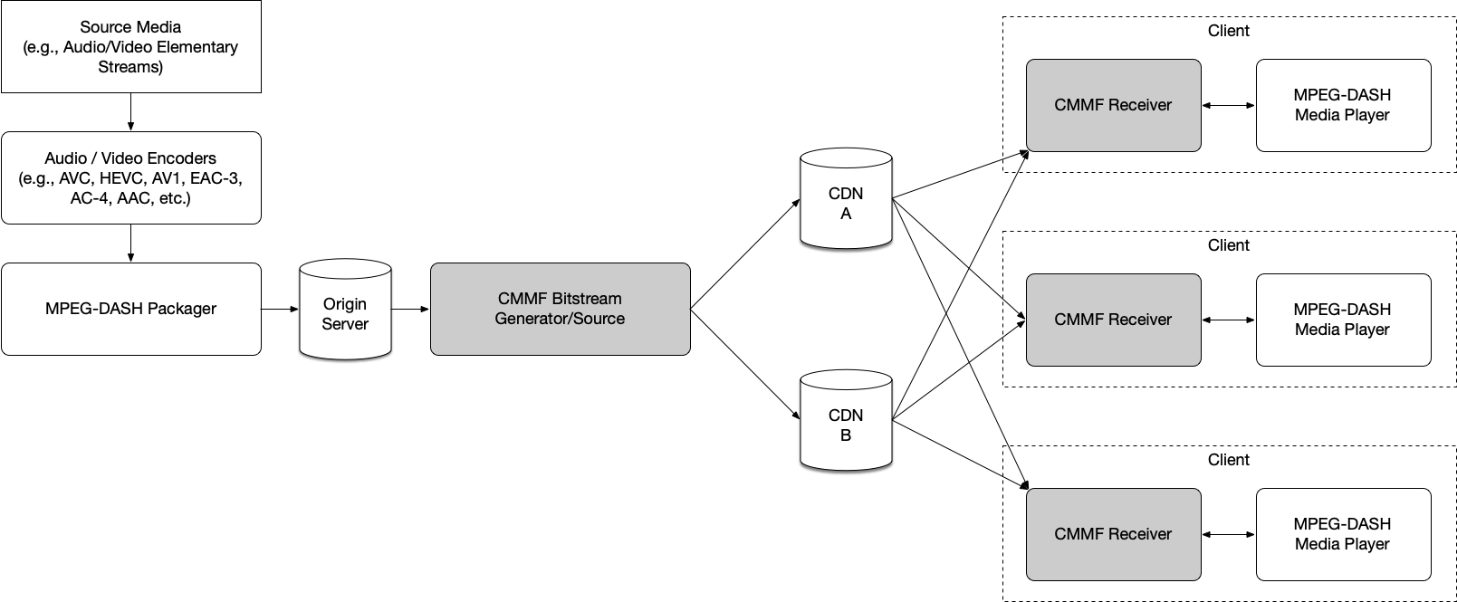 Source Media
(e.g., Audio/Video Elementary
Streams)
Audio / Video Encoders
(e.g., AVC, HEVC, AV1, EAC-3,
AC-4, AAC, etc.)
MPEG-DASH Packager
Origin
Server
CMMF Bitstream
Generator/Source
CDN
A
CDN
B
Client
CMMF Receiver
MPEG-DASH
Media Player
Client
CMMF Receiver
MPEG-DASH
Media Player
Client
CMMF Receiver
MPEG-DASH
Media Player